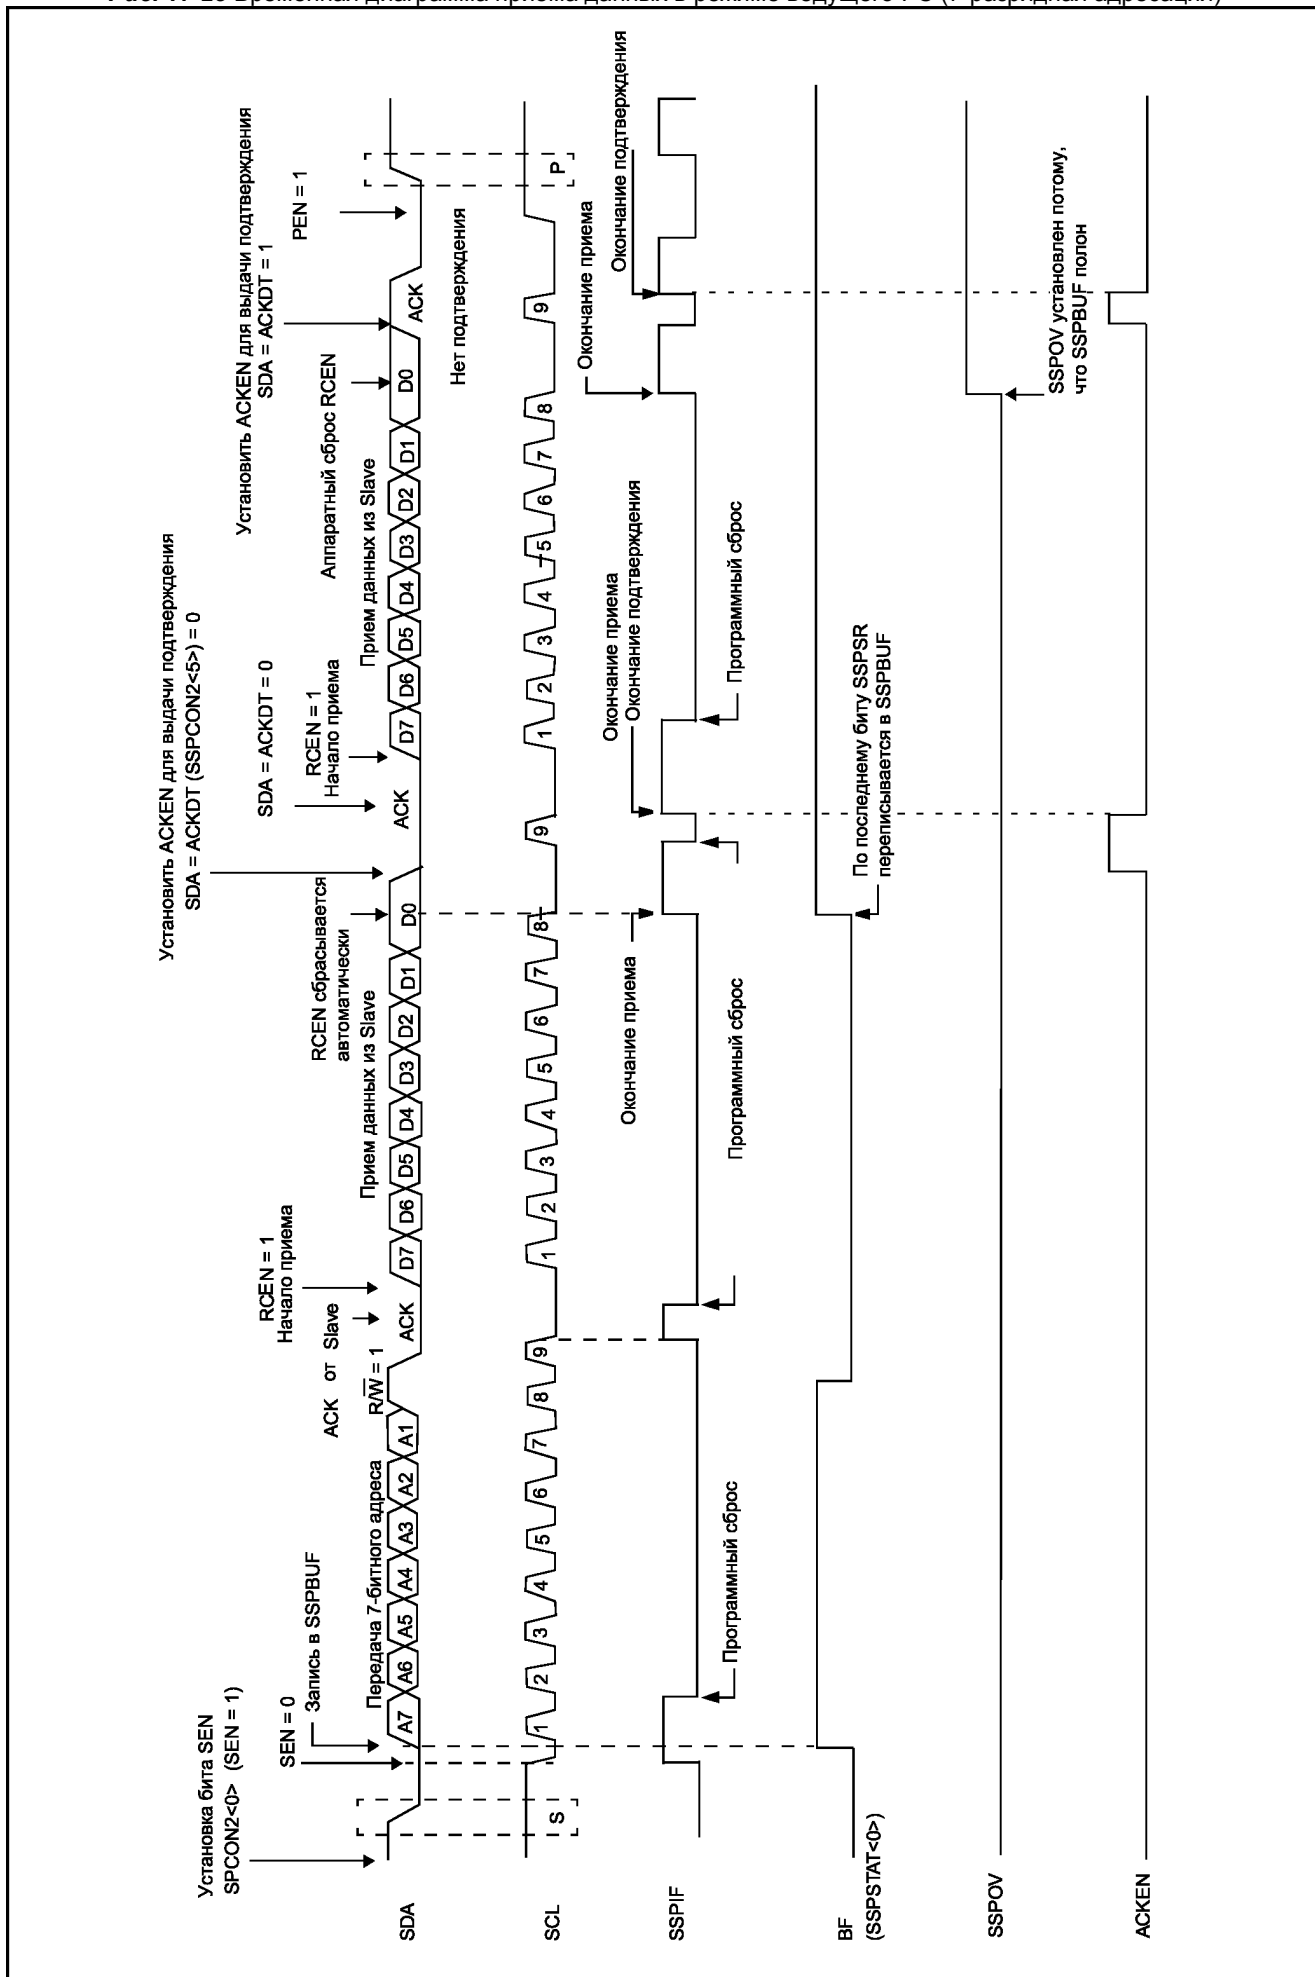 Установка бита SEN
SPCON2<0> (SEN = 1)
SEN = 0
Запись в SSPBUF
Передача 7-битного адреса
R/W = 1
ACK от Slave
RCEN = 1
Начало приема
Прием данных из Slave
RCEN сбрасывается
автоматически
Установить ACKEN для выдачи подтверждения
SDA = ACKDT (SSPCON2<5>) = 0
SDA = ACKDT = 0
RCEN = 1
Начало приема
Прием данных из Slave
Аппаратный сброс RCEN
Установить ACKEN для выдачи подтверждения
SDA = ACKDT = 1
PEN = 1
SDA
A7 A6 A5 A4 A3 A2 A1 ACK D7 D6 D5 D4 D3 D2 D1 D0 ACK D7 D6 D5 D4 D3 D2 D1 D0 ACK
Нет подтверждения
SCL
S 1 2 3 4 5 6 7 8 9 1 2 3 4 5 6 7 8 9 1 2 3 4 5 6 7 8 9 P
SSPIF
Программный сброс
Окончание приема
Программный сброс
Окончание приема
Окончание подтверждения
Программный сброс
Окончание приема
Окончание подтверждения
BF
(SSPSTAT<0>)
По последнему биту SSPSR
переписывается в SSPBUF
SSPOV
SSPOV установлен потому,
что SSPBUF полон
ACKEN